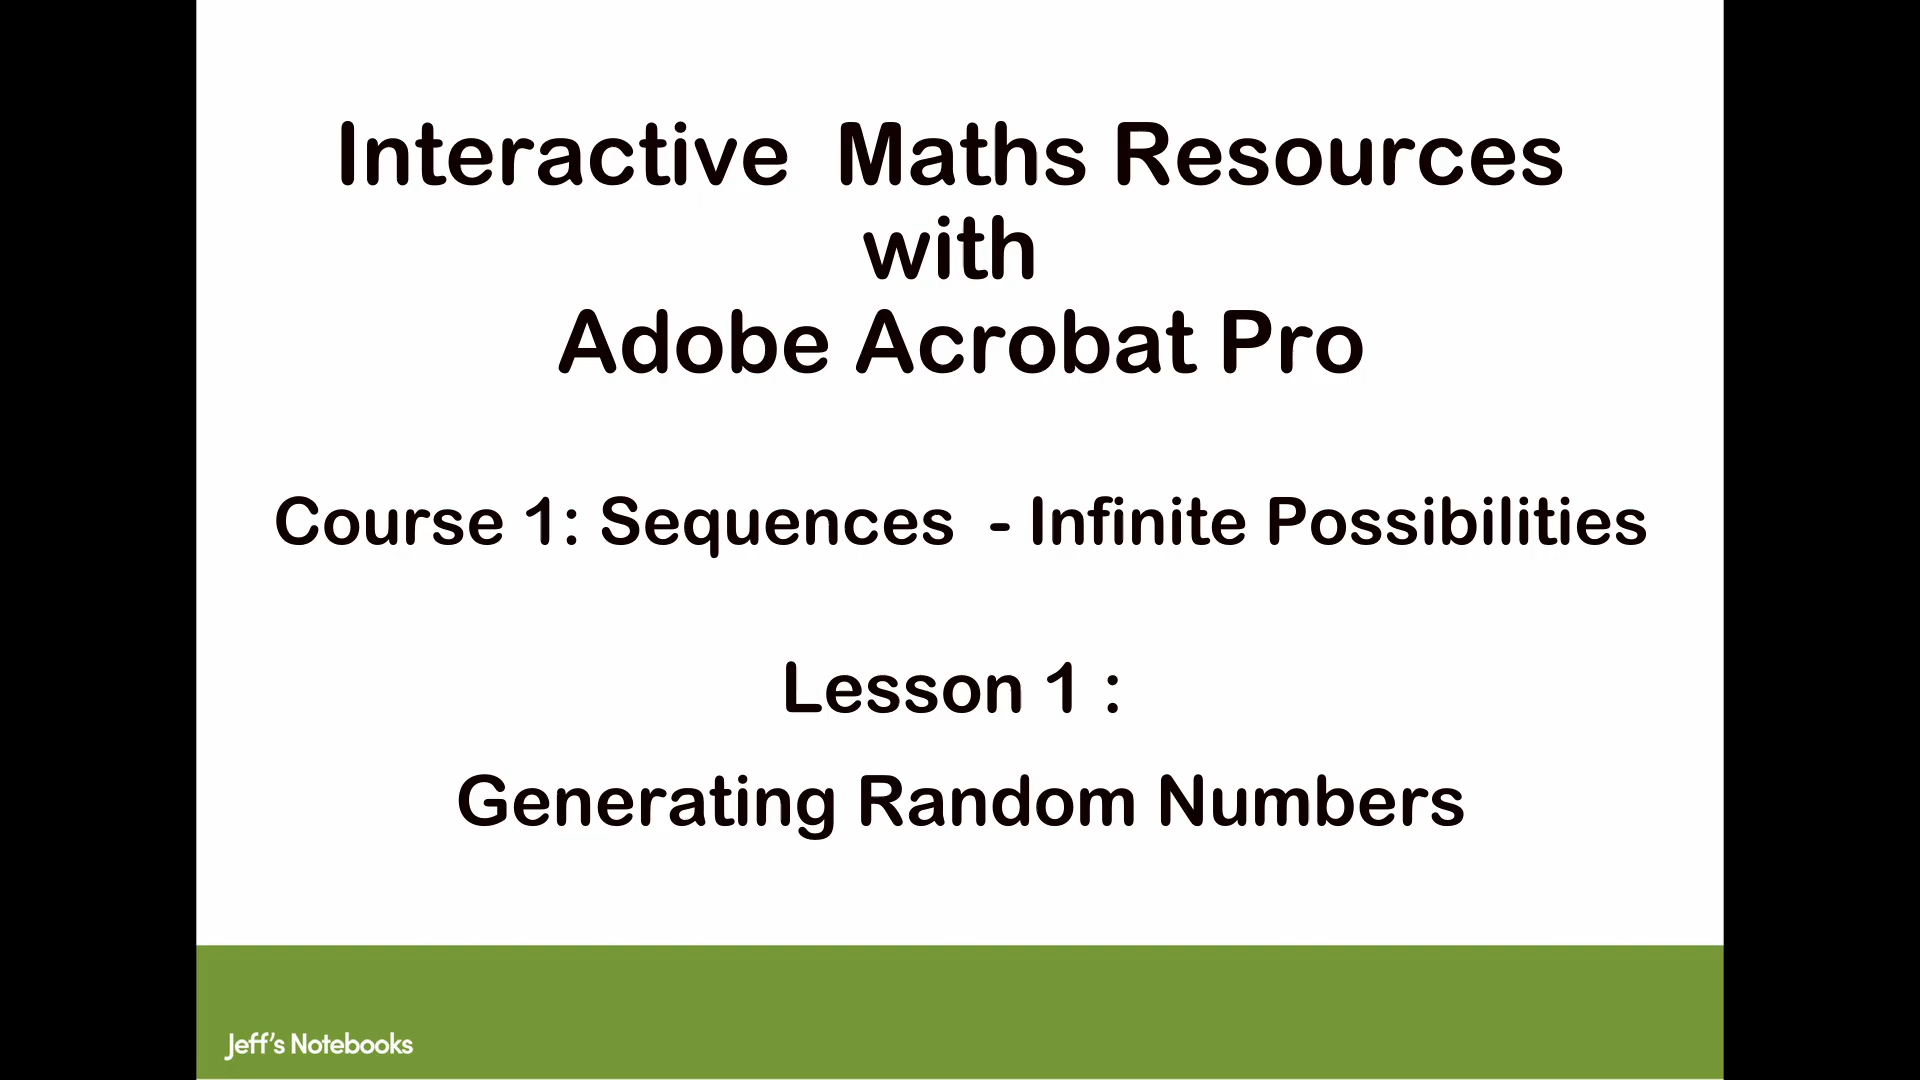 Interactive  Maths Resources
with
Adobe Acrobat Pro
Course 1: Sequences  - Infinite Possibilities
Lesson 1 :
Generating Random Numbers
Jeff's Notebooks